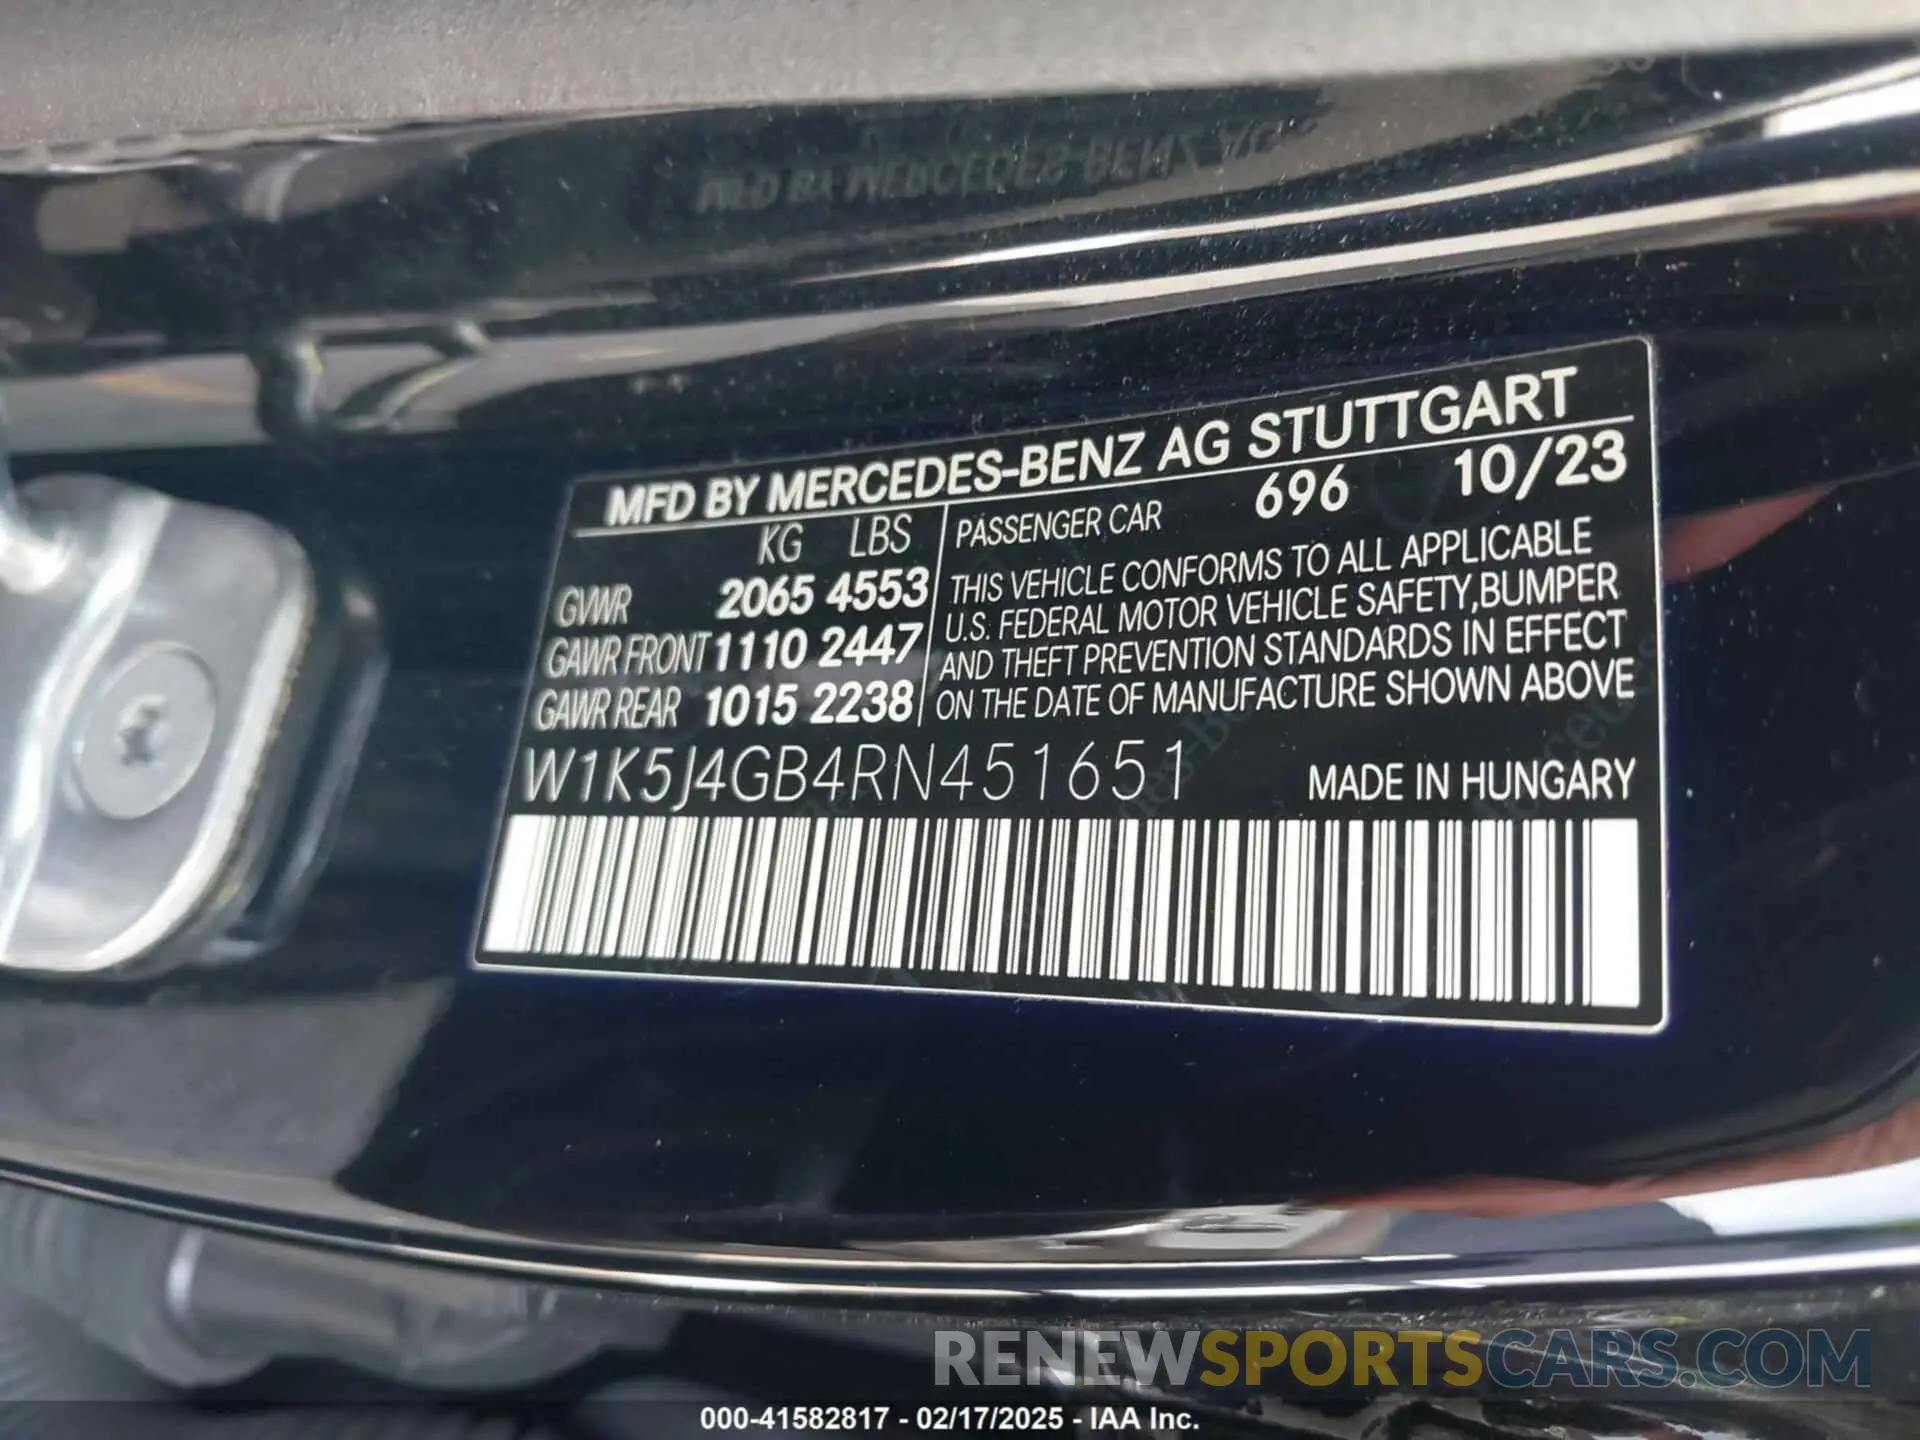 MFD BY MERCEDES-BENZ AG STUTTGART
KG LBS
PASSENGER CAR 696 10/23
GVWR 2065 4553
GAWR FRONT 1110 2447
GAWR REAR 1015 2238
THIS VEHICLE CONFORMS TO ALL APPLICABLE
U.S. FEDERAL MOTOR VEHICLE SAFETY,BUMPER
AND THEFT PREVENTION STANDARDS IN EFFECT
ON THE DATE OF MANUFACTURE SHOWN ABOVE
W1K5J4GB4RN451651 MADE IN HUNGARY
RENEWSPORTSCARS.COM
000-41582817 - 02/17/2025 - IAA Inc.